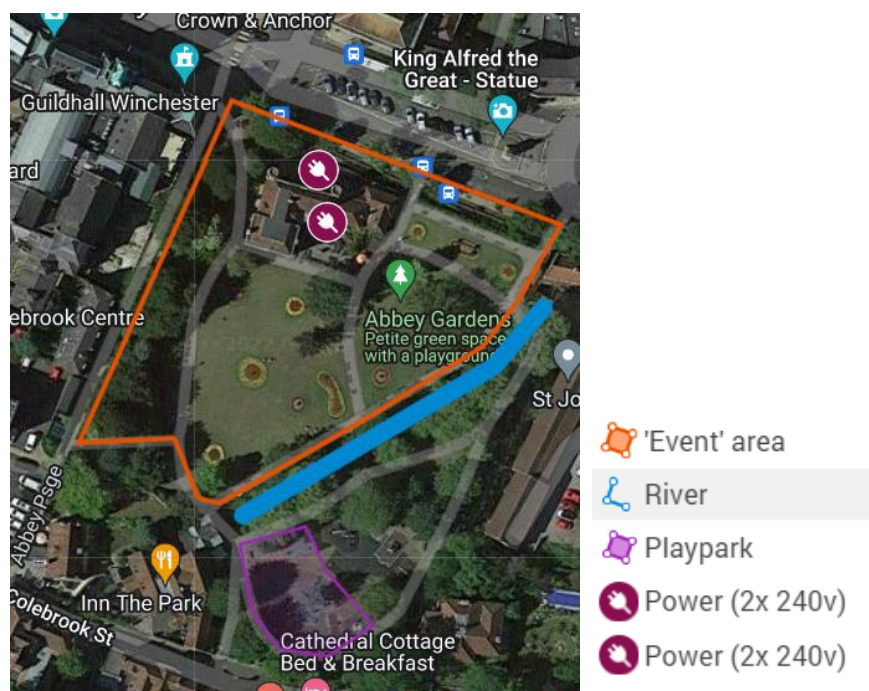 Crown & Anchor
King Alfred the
Great - Statue
Guildhall Winchester
ard
Abbey Gardens
Petite green space
with a playground
ebrook Centre
St Jo
Abbey Psge
Inn The Park
Colebrook St
Cathedral Cottage
Bed & Breakfast
'Event' area
River
Playpark
Power (2x 240v)
Power (2x 240v)